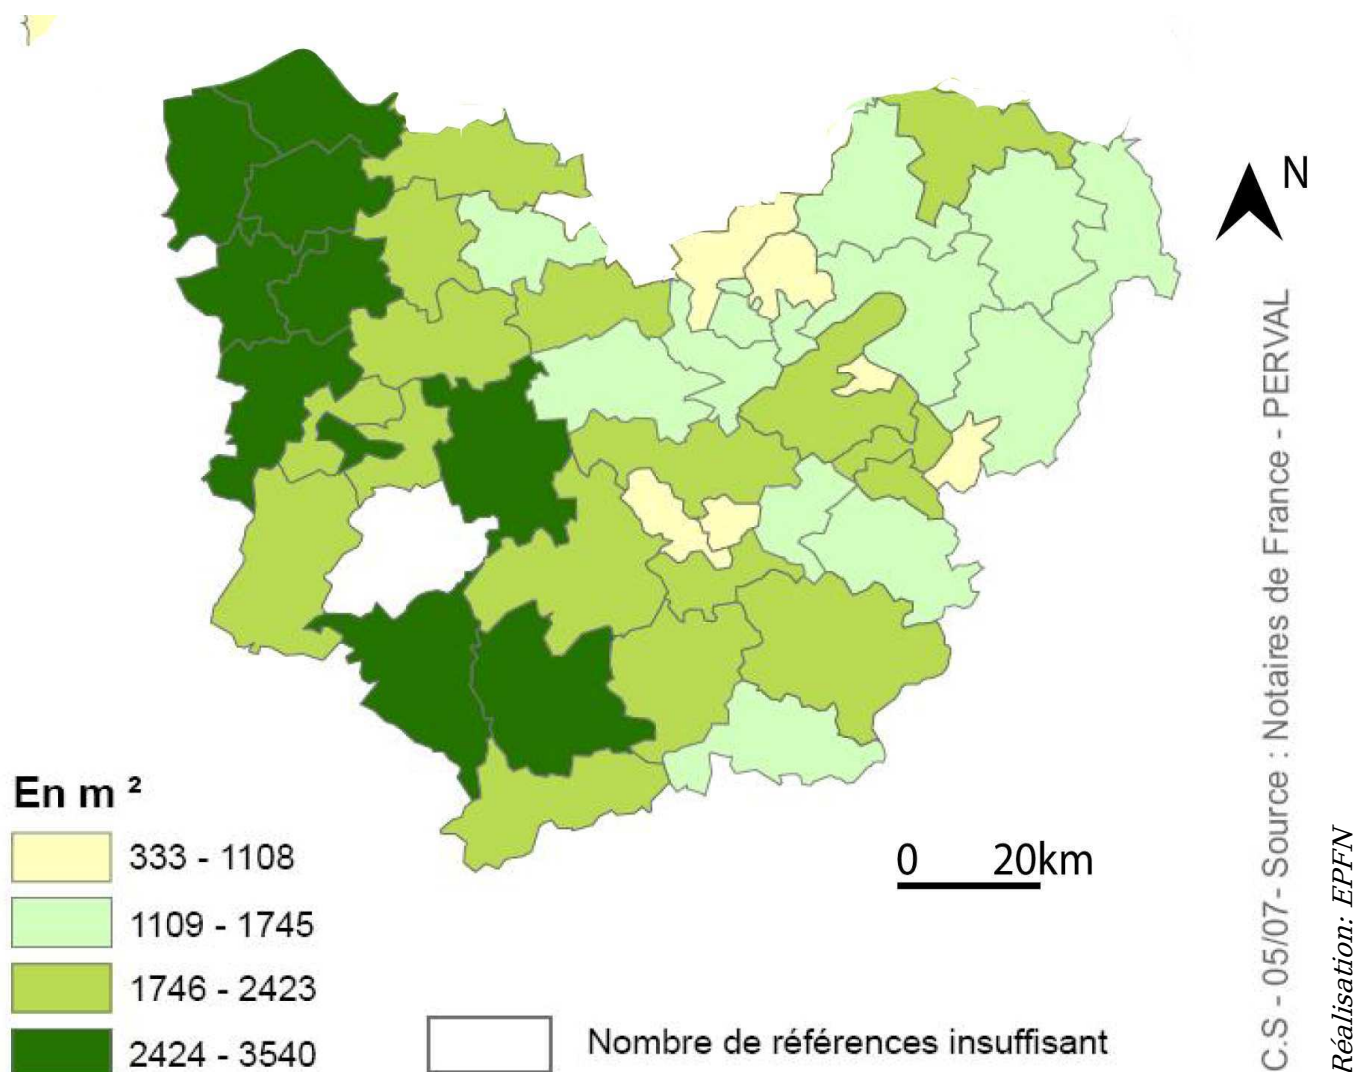 N
En m ²
333 - 1108
1109 - 1745
1746 - 2423
2424 - 3540
Nombre de références insuffisant
0 20km
C.S - 05/07- Source : Notaires de France - PERVAL
Réalisation: EPFN